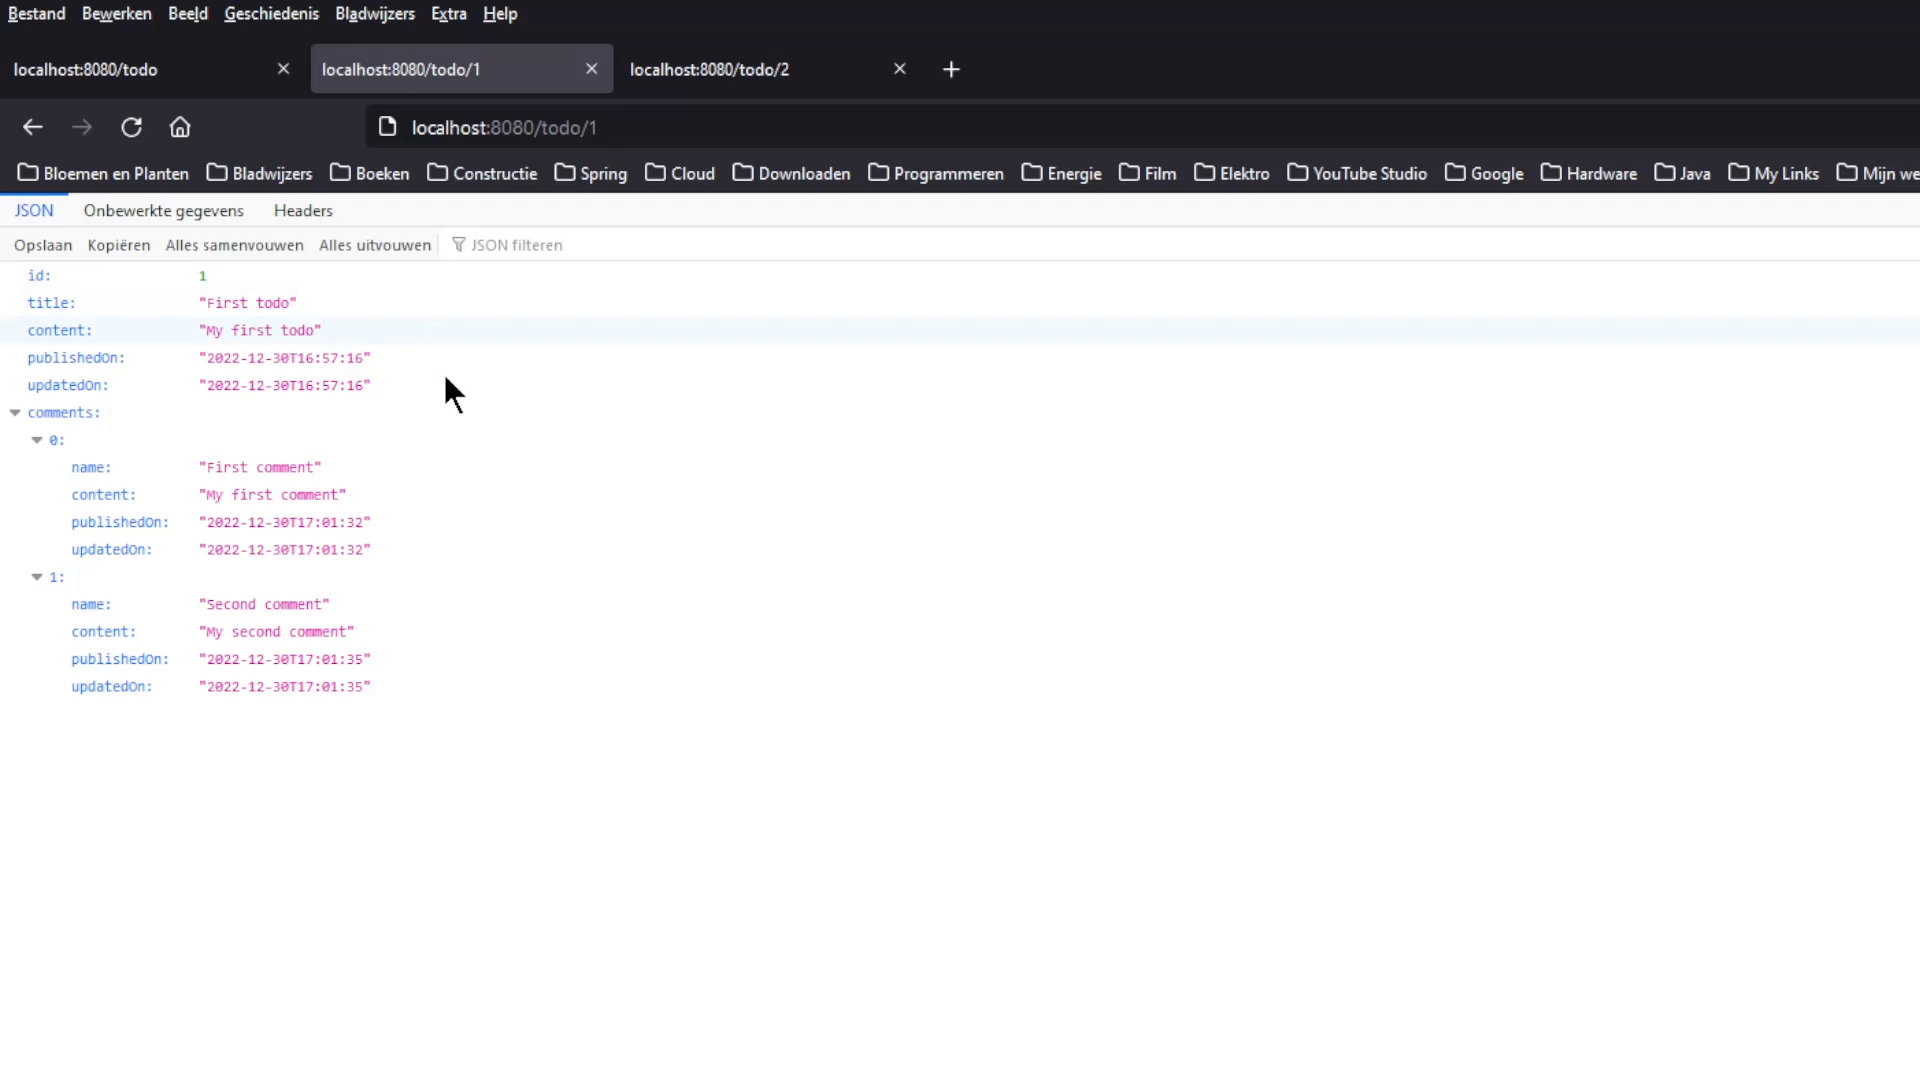 Bestand Bewerken Beeld Geschiedenis Bladwijzers Extra Help
localhost:8080/todo localhost:8080/todo/1 localhost:8080/todo/2
localhost:8080/todo/1
Bloemen en Planten Bladwijzers Boeken Constructie Spring Cloud Downloaden Programmeren Energie Film Elektro YouTube Studio Google Hardware Java My Links Mijn we
JSON Onbewerkte gegevens Headers
Opslaan Kopiëren Alles samenvouwen Alles uitvouwen JSON filteren
id: 1
title: "First todo"
content: "My first todo"
publishedOn: "2022-12-30T16:57:16"
updatedOn: "2022-12-30T16:57:16"
comments:
0:
name: "First comment"
content: "My first comment"
publishedOn: "2022-12-30T17:01:32"
updatedOn: "2022-12-30T17:01:32"
1:
name: "Second comment"
content: "My second comment"
publishedOn: "2022-12-30T17:01:35"
updatedOn: "2022-12-30T17:01:35"